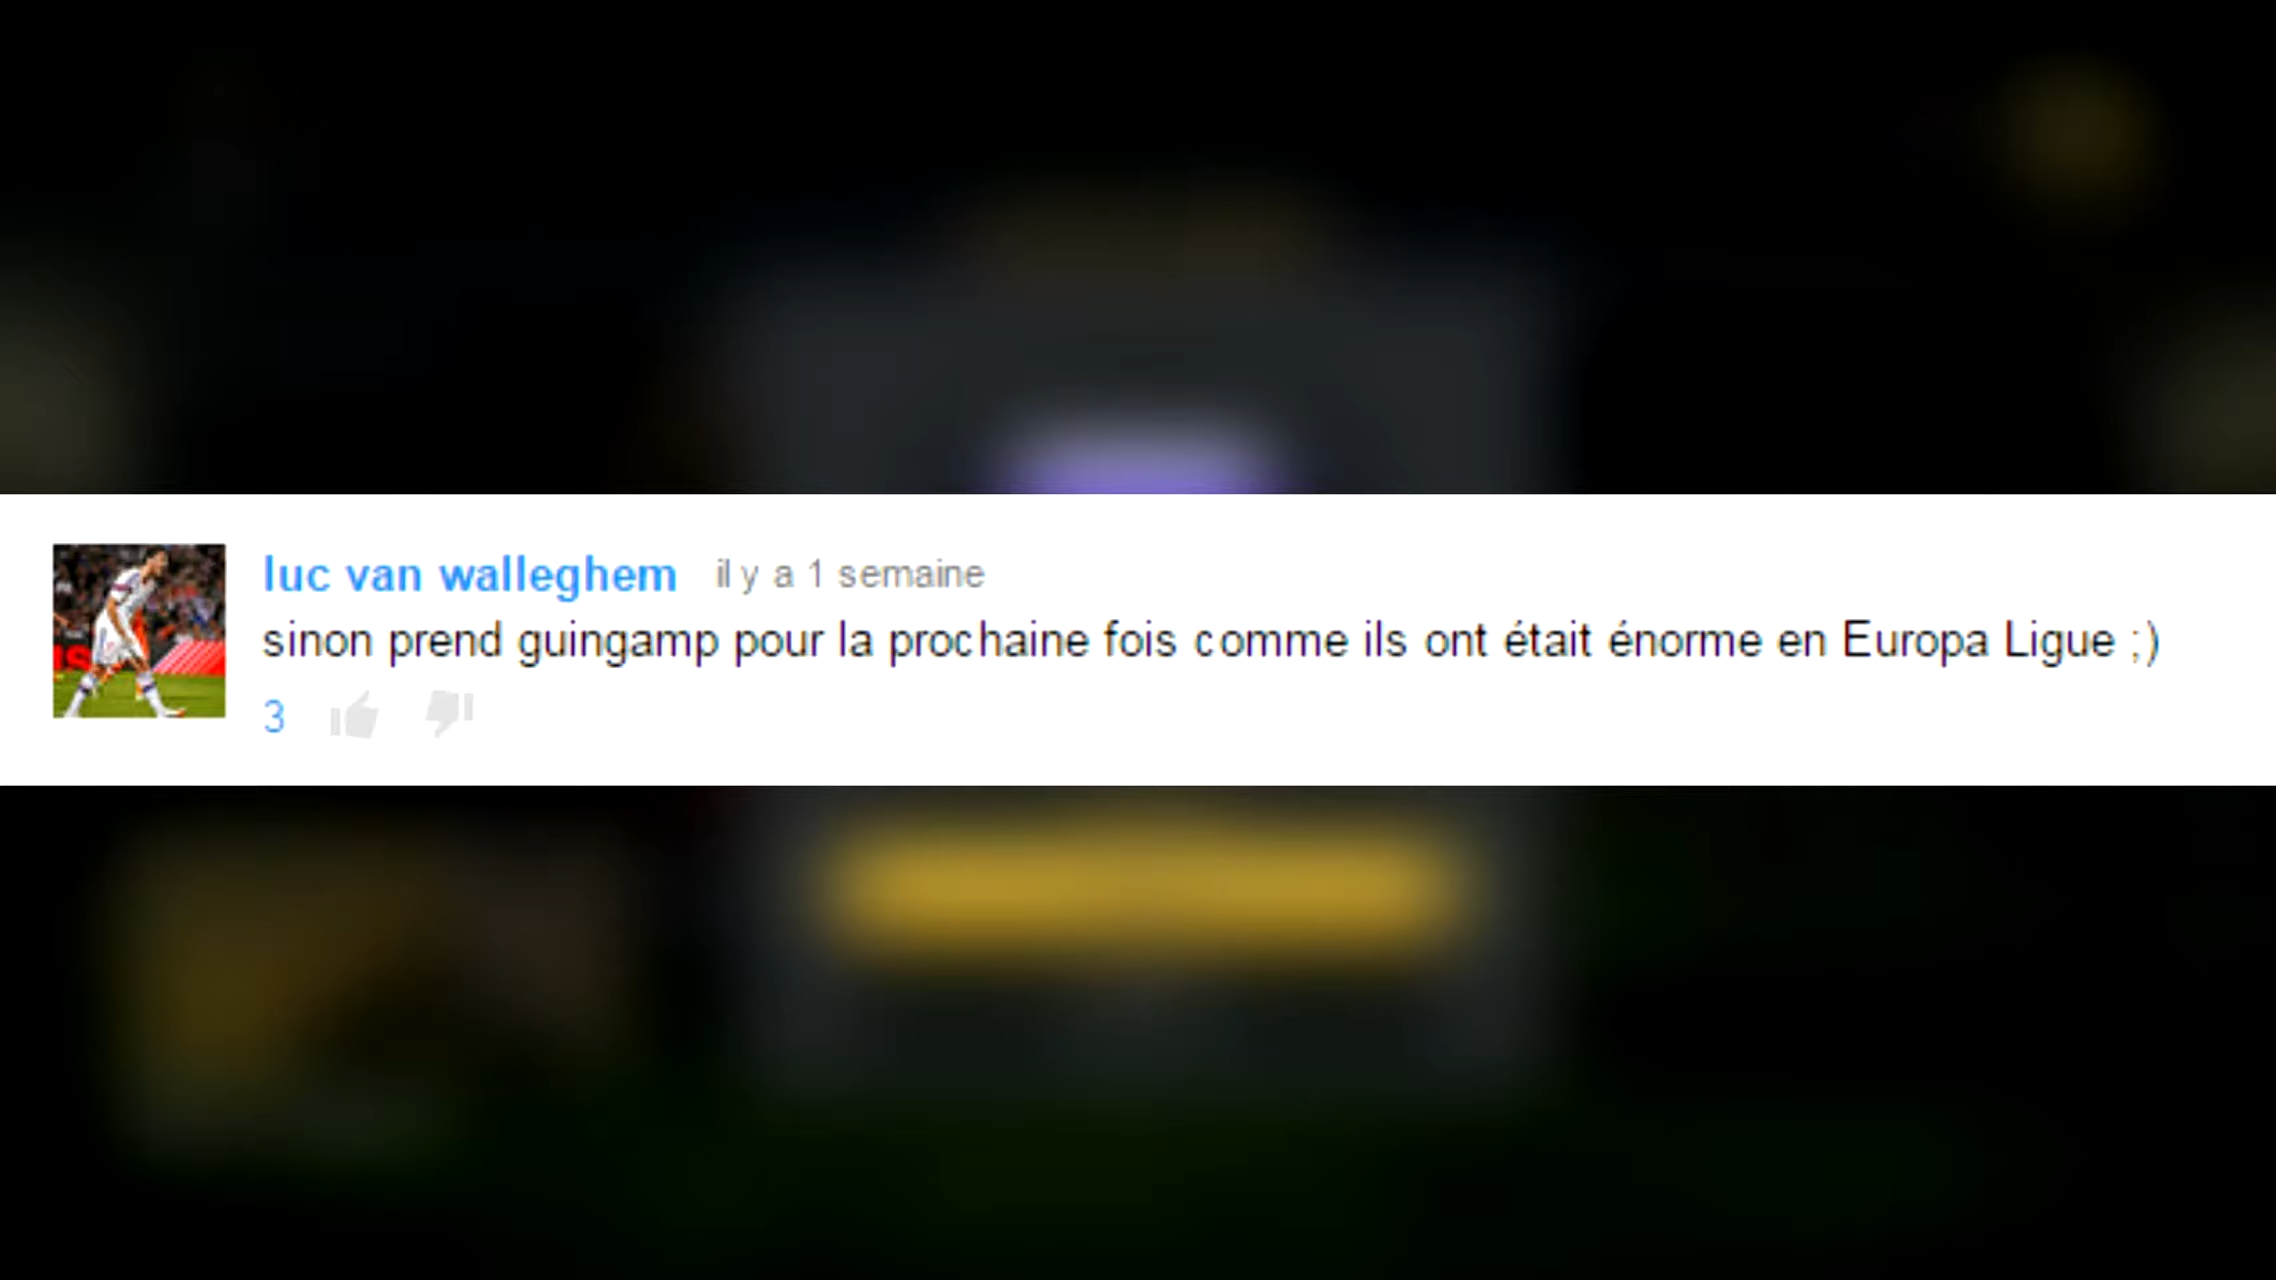 luc van walleghem il y a 1 semaine
sinon prend guingamp pour la prochaine fois comme ils ont était énorme en Europa Ligue ;)
3